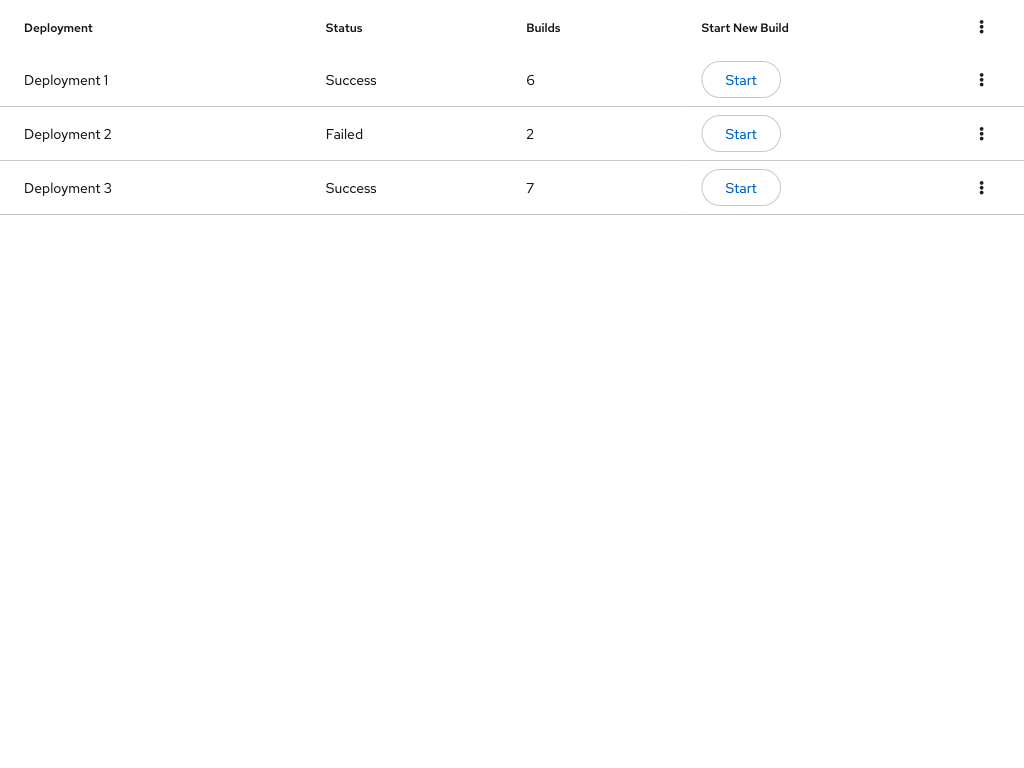 Deployment Status Builds Start New Build
Deployment 1 Success 6 Start
Deployment 2 Failed 2 Start
Deployment 3 Success 7 Start